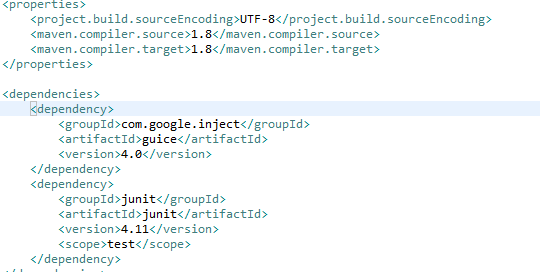 <properties>
<project.build.sourceEncoding>UTF-8</project.build.sourceEncoding>
<maven.compiler.source>1.8</maven.compiler.source>
<maven.compiler.target>1.8</maven.compiler.target>
</properties>
<dependencies>
<dependency>
<groupId>com.google.inject</groupId>
<artifactId>guice</artifactId>
<version>4.0</version>
</dependency>
<dependency>
<groupId>junit</groupId>
<artifactId>junit</artifactId>
<version>4.11</version>
<scope>test</scope>
</dependency>